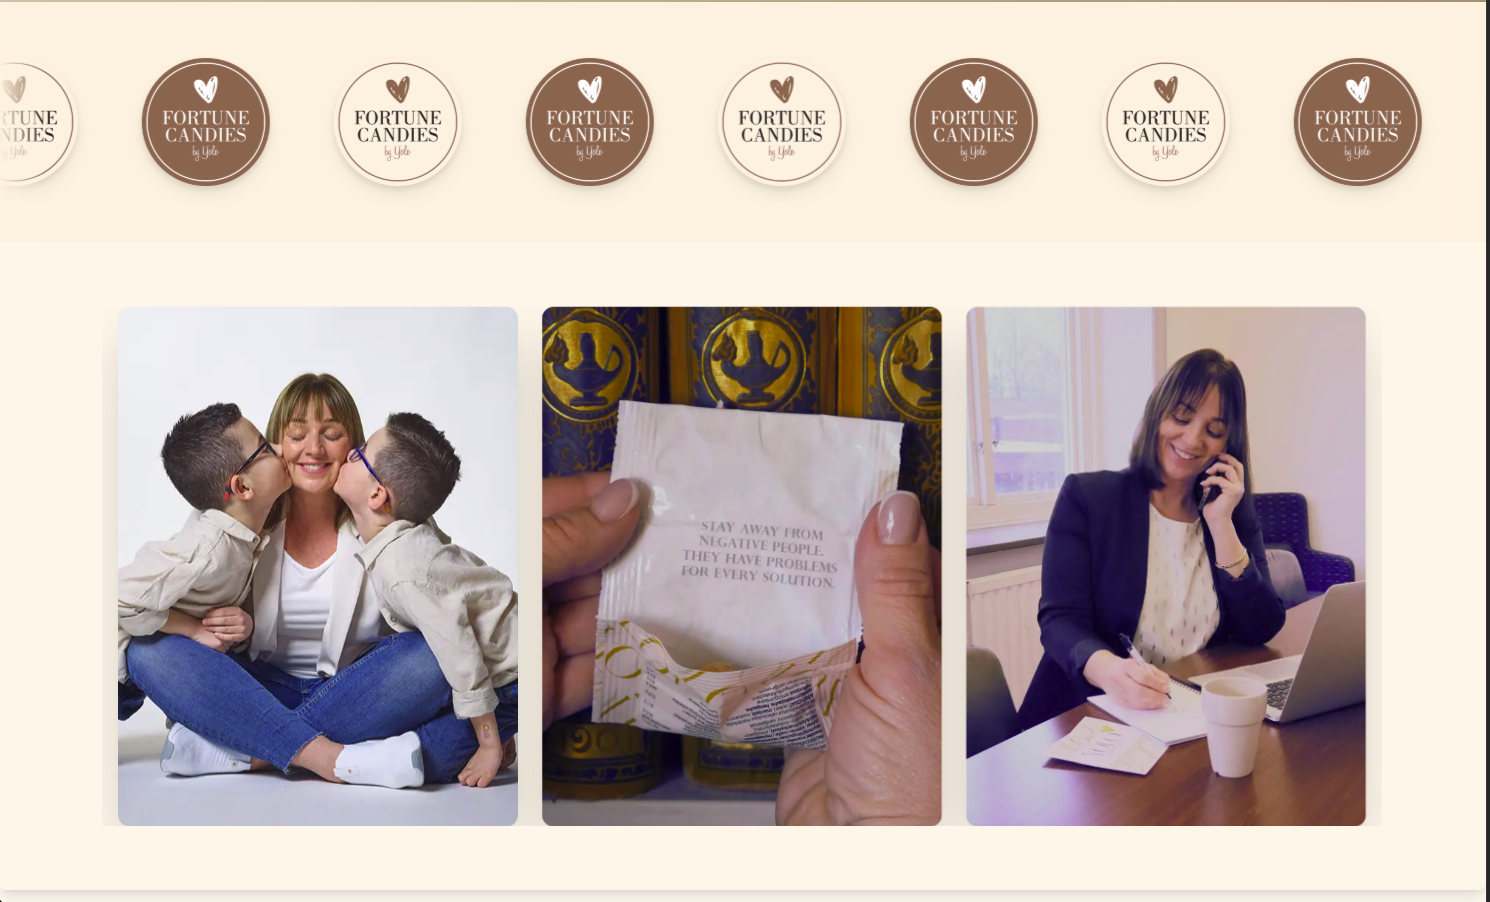 RTUNE
NDIES
by Yolo
FORTUNE
CANDIES
by Yolo
FORTUNE
CANDIES
by Yolo
FORTUNE
CANDIES
by Yolo
FORTUNE
CANDIES
by Yolo
FORTUNE
CANDIES
by Yolo
FORTUNE
CANDIES
by Yolo
FORTUNE
CANDIES
by Yolo
STAY AWAY FROM
NEGATIVE PEOPLE.
THEY HAVE PROBLEMS
FOR EVERY SOLUTION.